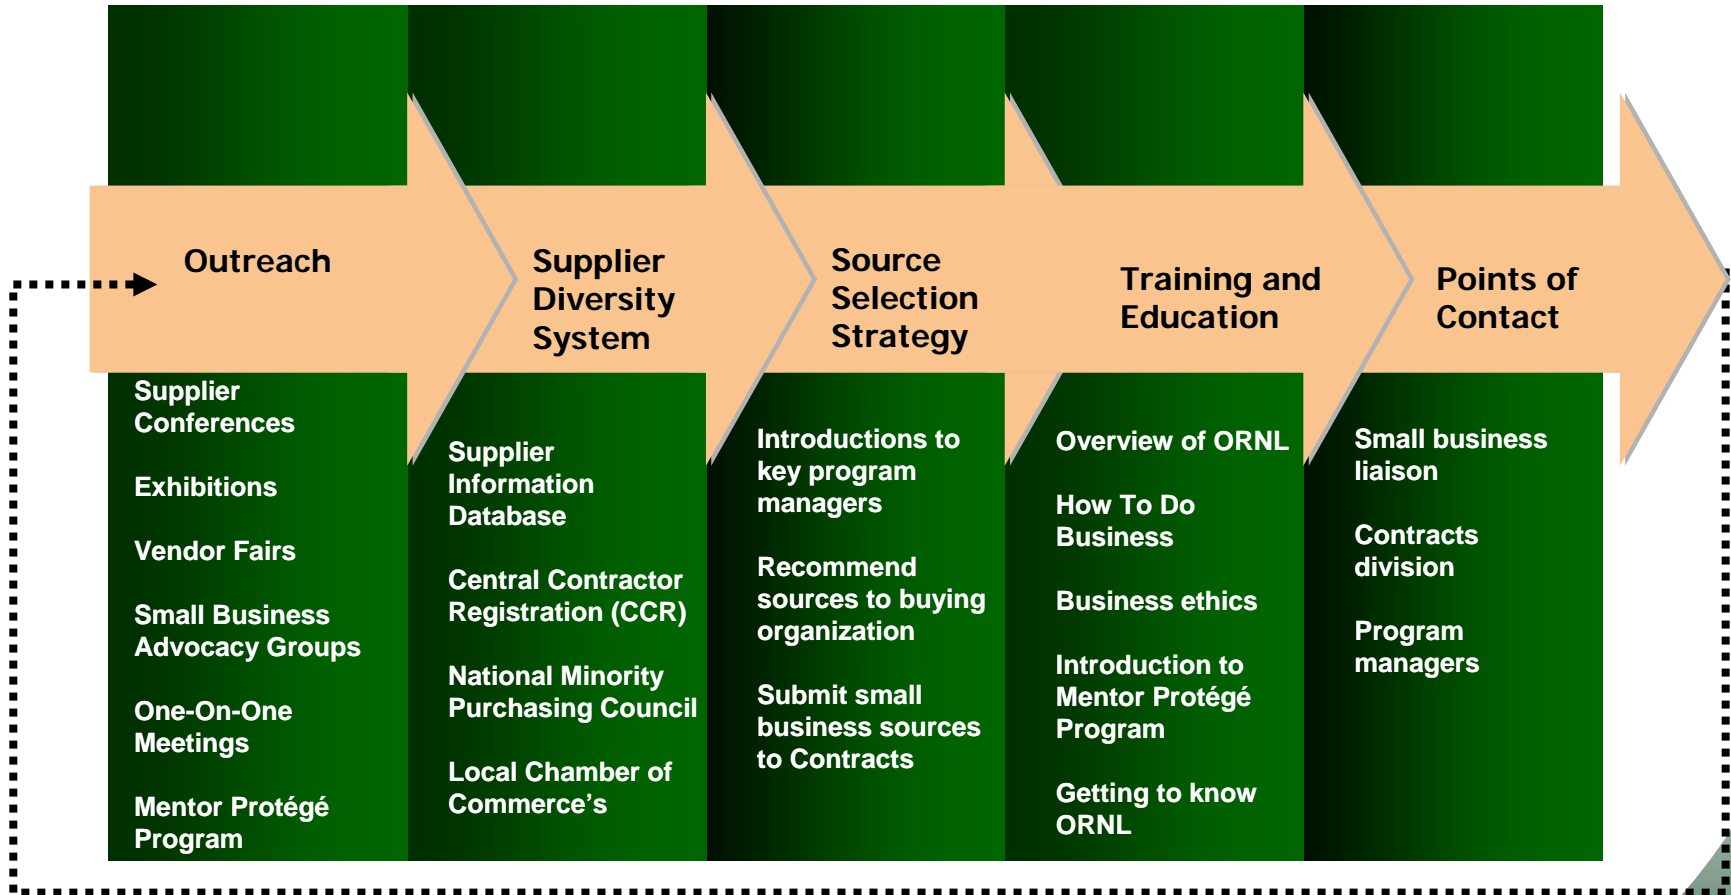 Outreach
Supplier
Conferences
Exhibitions
Vendor Fairs
Small Business
Advocacy Groups
One-On-One
Meetings
Mentor Protégé
Program
Supplier
Diversity
System
Supplier
Information
Database
Central Contractor
Registration (CCR)
National Minority
Purchasing Council
Local Chamber of
Commerce’s
Source
Selection
Strategy
Introductions to
key program
managers
Recommend
sources to buying
organization
Submit small
business sources
to Contracts
Training and
Education
Overview of ORNL
How To Do
Business
Business ethics
Introduction to
Mentor Protégé
Program
Getting to know
ORNL
Points of
Contact
Small business
liaison
Contracts
division
Program
managers